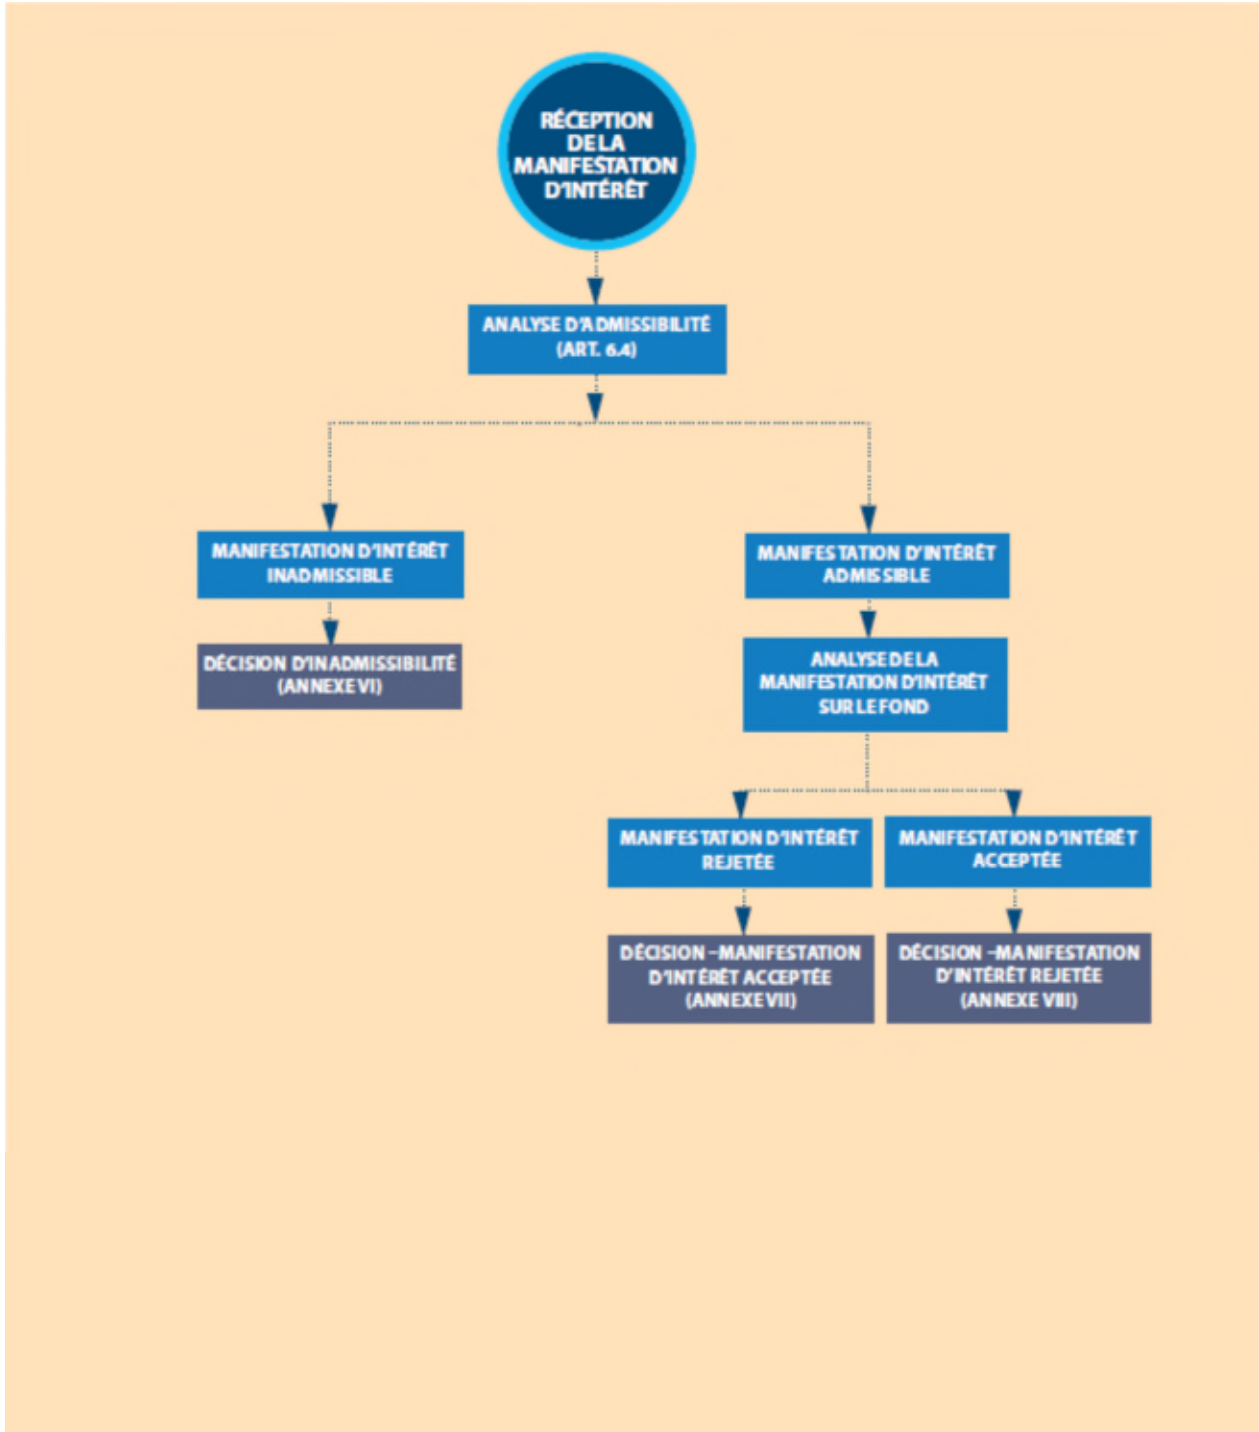 RÉCEPTION
DE LA
MANIFESTATION
D'INTÉRÊT
ANALYSE D'ADMISSIBILITÉ
(ART. 6.4)
MANIFESTATION D'INTÉRÊT
INADMISSIBLE
DÉCISION D'INADMISSIBILITÉ
(ANNEXE VI)
MANIFESTATION D'INTÉRÊT
ADMISSIBLE
ANALYSE DE LA
MANIFESTATION D'INTÉRÊT
SUR LE FOND
MANIFESTATION D'INTÉRÊT
REJETÉE
DÉCISION –MANIFESTATION
D'INTÉRÊT ACCEPTÉE
(ANNEXE VII)
MANIFESTATION D'INTÉRÊT
ACCEPTÉE
DÉCISION –MANIFESTATION
D'INTÉRÊT REJETÉE
(ANNEXE VIII)